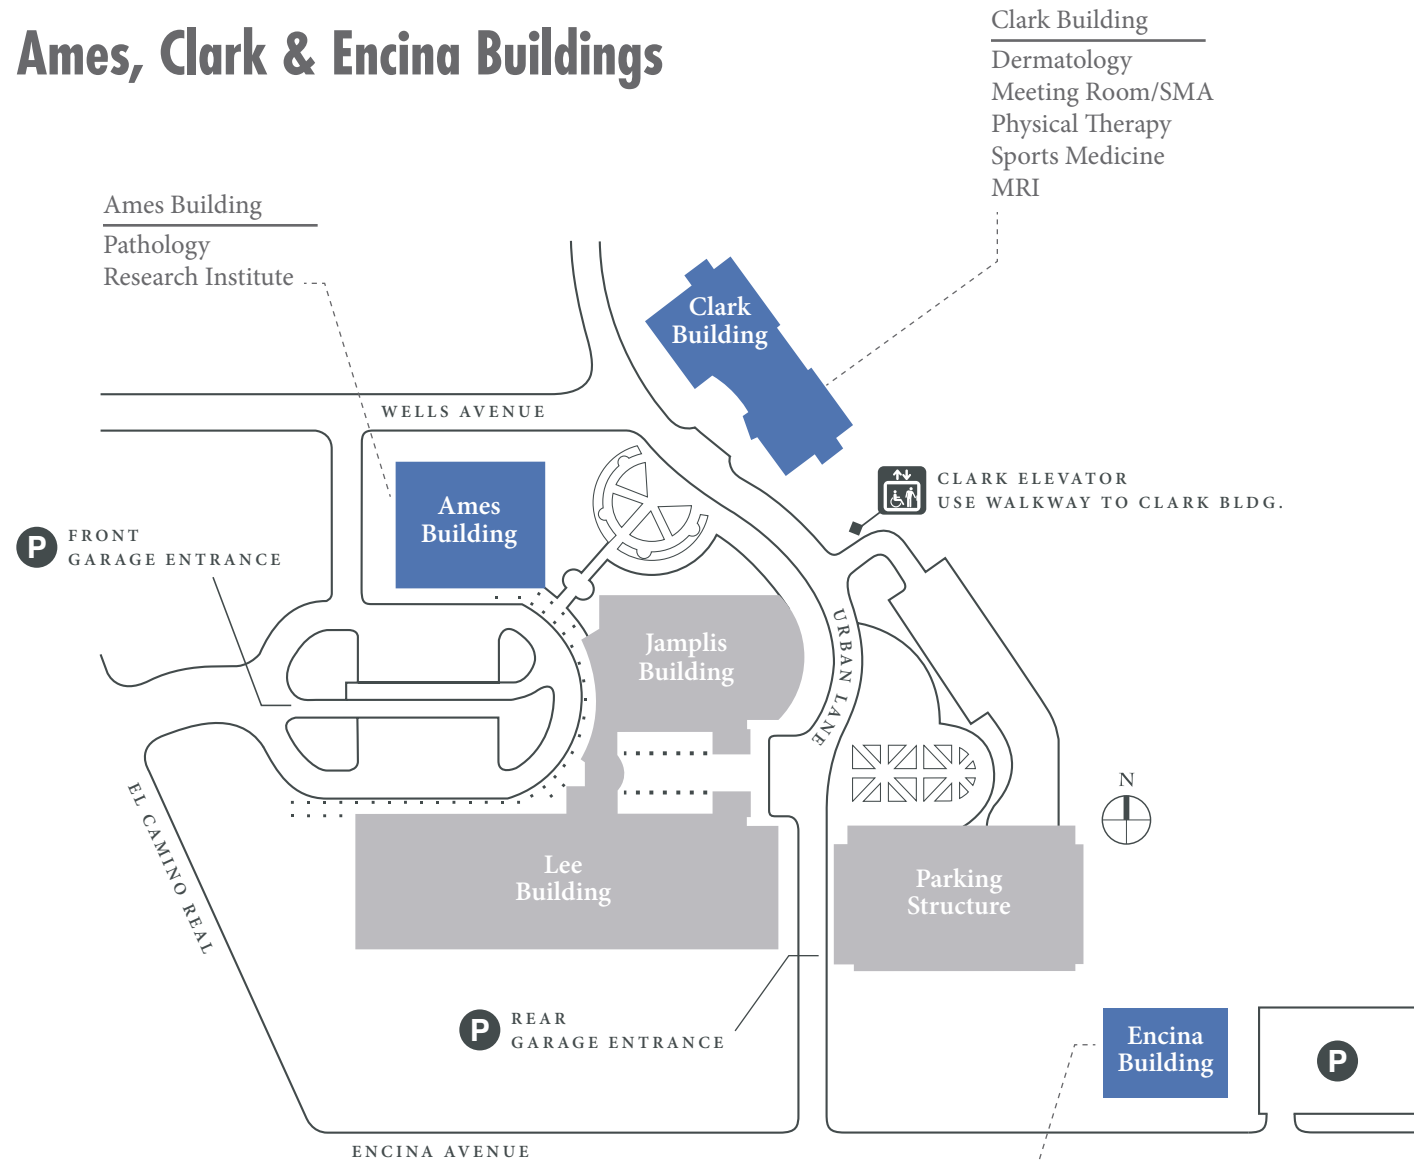 Ames, Clark & Encina Buildings
Clark Building
Dermatology
Meeting Room/SMA
Physical Therapy
Sports Medicine
MRI
Ames Building
Pathology
Research Institute
Clark
Building
WELLS AVENUE
Ames
Building
CLARK ELEVATOR
USE WALKWAY TO CLARK BLDG.
P
FRONT
GARAGE ENTRANCE
Jamplis
Building
URBAN LANE
N
EL CAMINO REAL
Lee
Building
Parking
Structure
P
REAR
GARAGE ENTRANCE
Encina
Building
P
ENCINA AVENUE